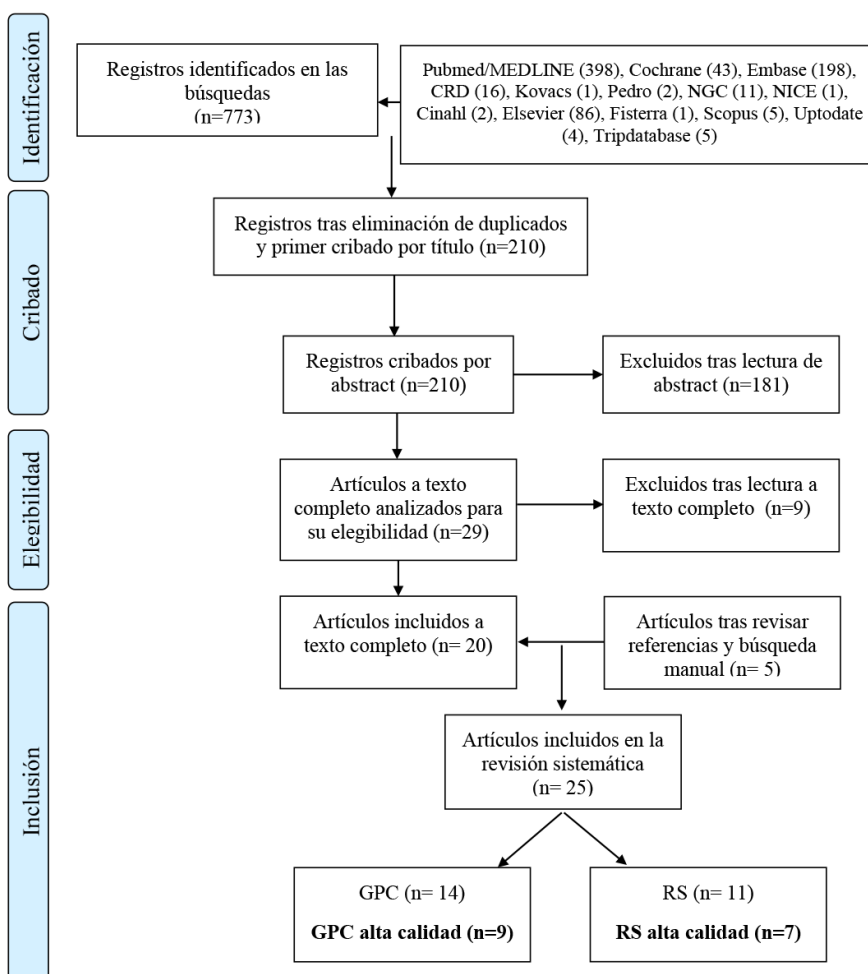 Identificación
Registros identificados en las
búsquedas
(n=773)
Pubmed/MEDLINE (398), Cochrane (43), Embase (198),
CRD (16), Kovacs (1), Pedro (2), NGC (11), NICE (1),
Cinahl (2), Elsevier (86), Fisterra (1), Scopus (5), Uptodate
(4), Tripdatabase (5)
Cribado
Registros tras eliminación de duplicados
y primer cribado por título (n=210)
Registros cribados por
abstract (n=210)
Excluidos tras lectura de
abstract (n=181)
Elegibilidad
Artículos a texto
completo analizados para
su elegibilidad (n=29)
Excluidos tras lectura a
texto completo (n=9)
Inclusión
Artículos incluidos a
texto completo (n= 20)
Artículos tras revisar
referencias y búsqueda
manual (n= 5)
Artículos incluidos en la
revisión sistemática
(n= 25)
GPC (n= 14)
GPC alta calidad (n=9)
RS (n= 11)
RS alta calidad (n=7)